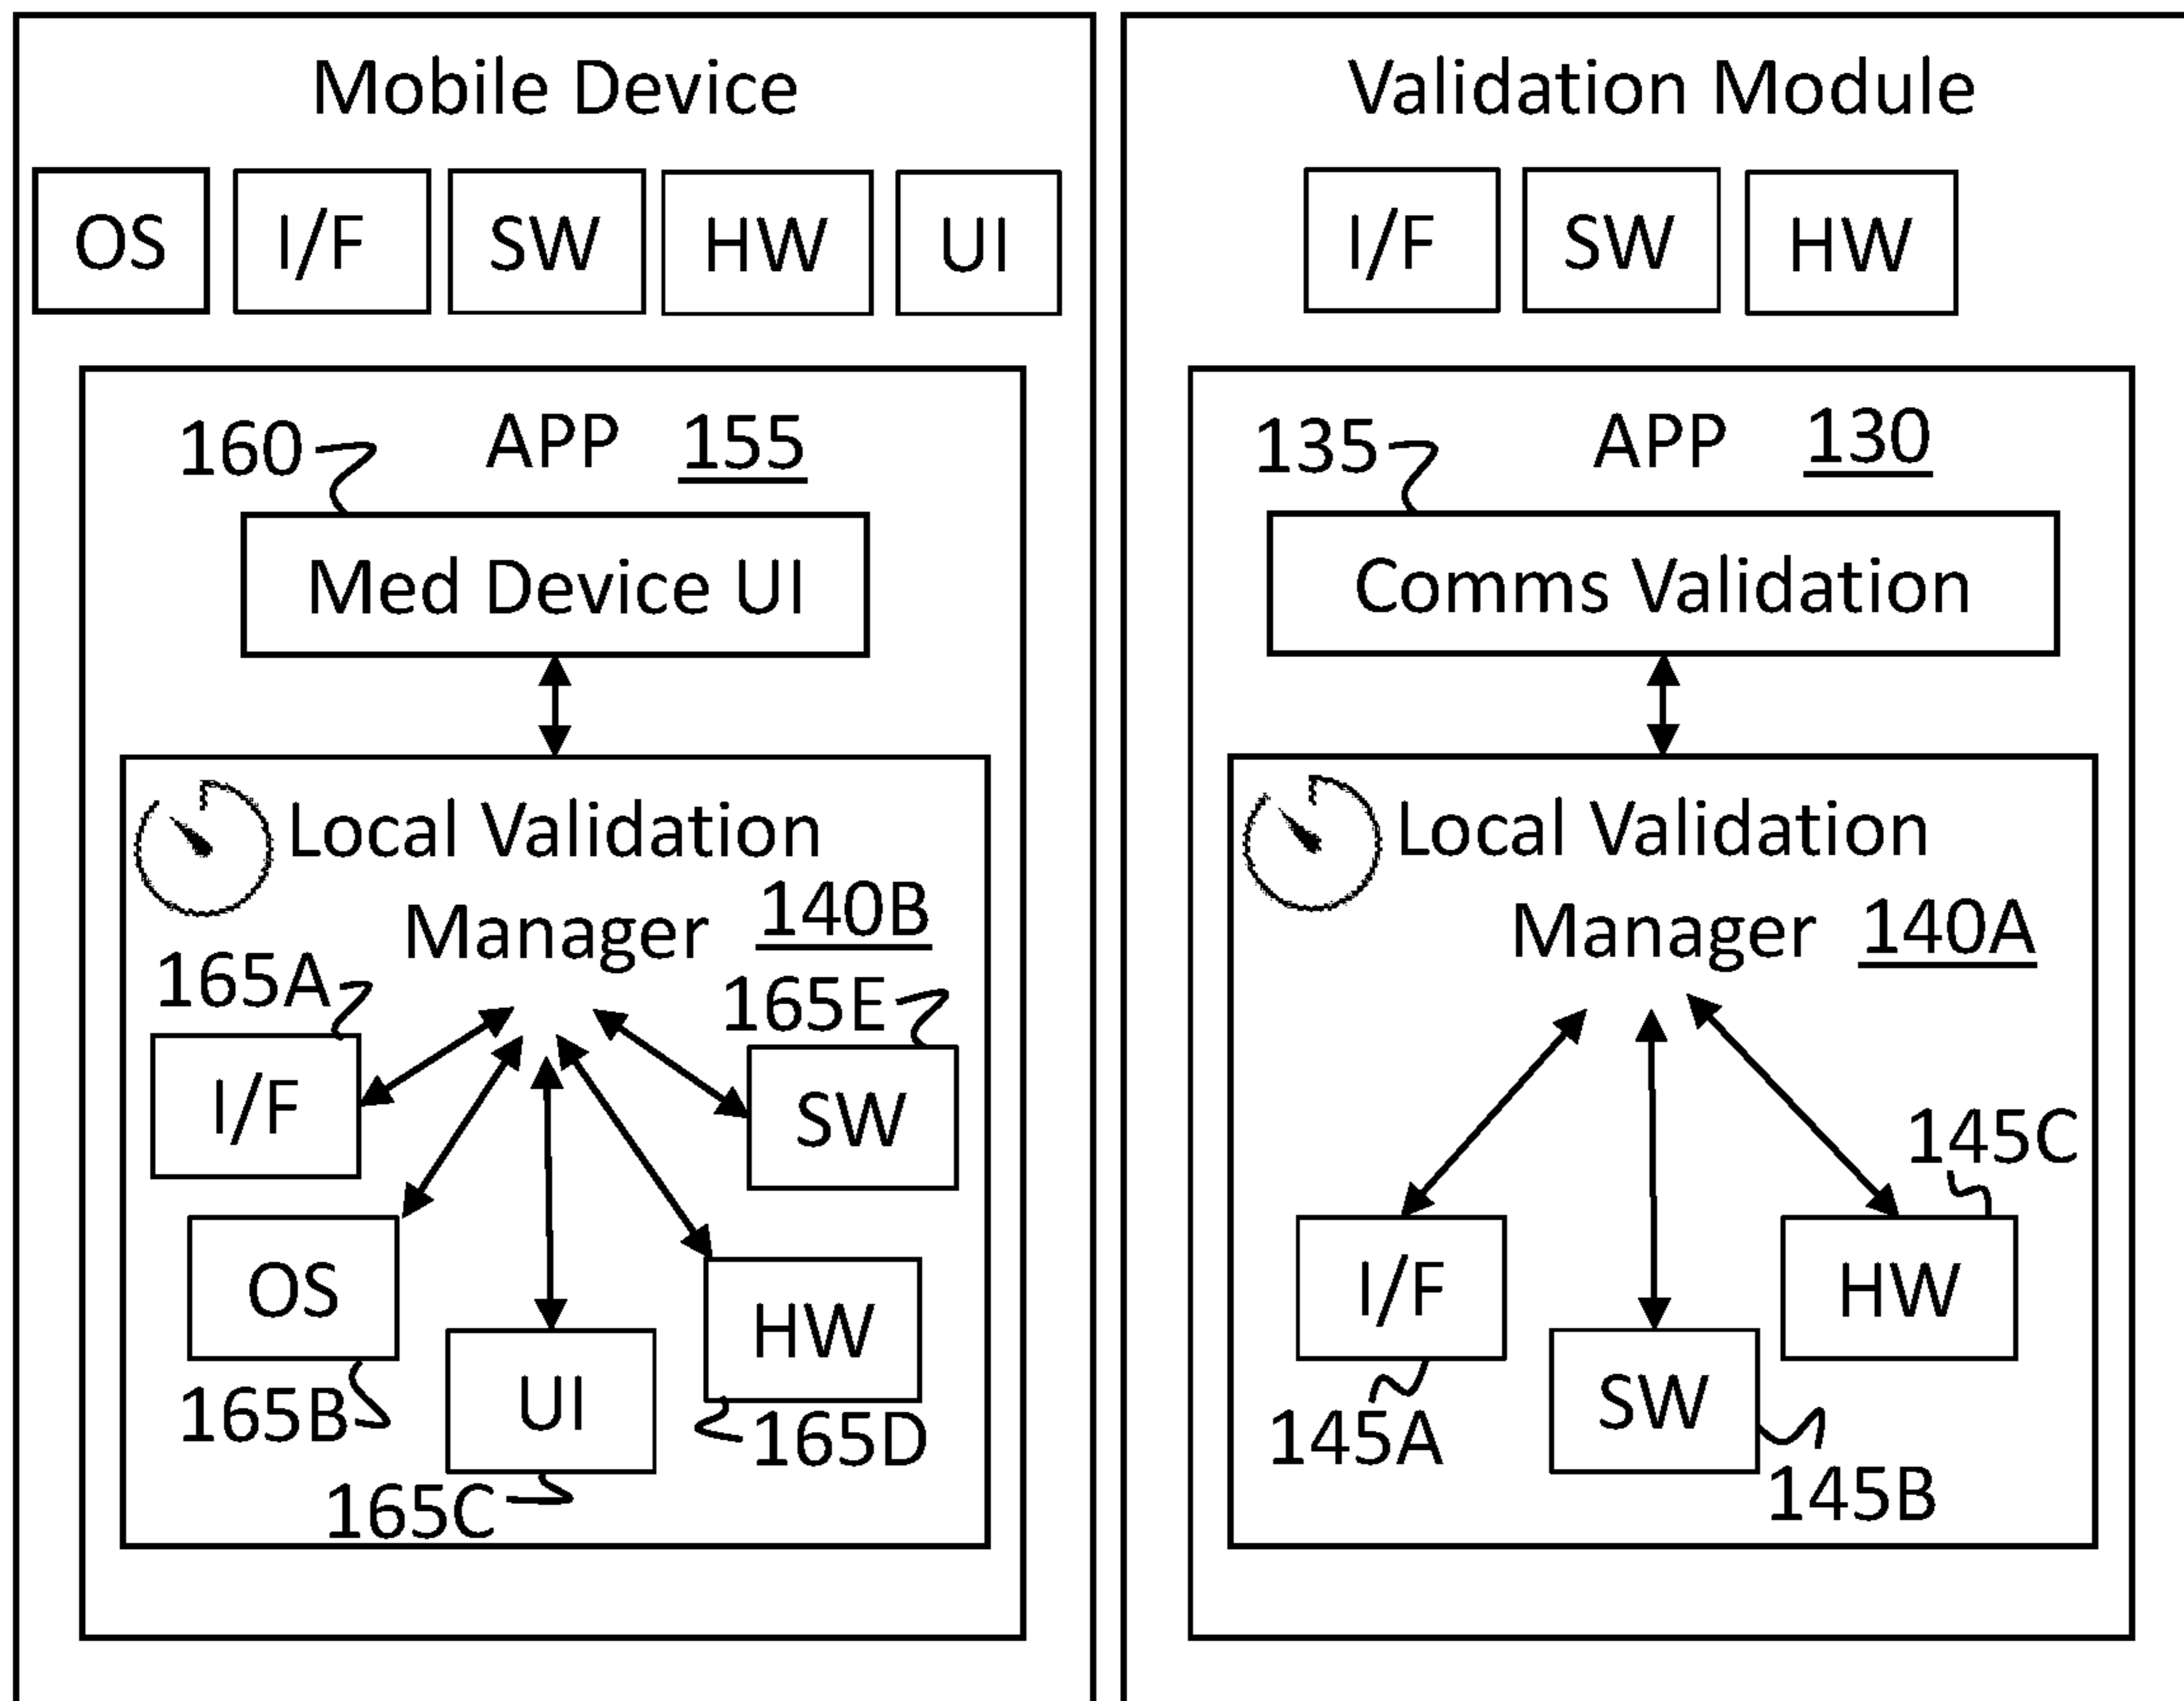 Mobile Device
OS I/F SW HW UI
160 APP 155
Med Device UI
Local Validation
Manager 140B
165A 165E
I/F SW
OS HW
UI
165B 165D
165C
Validation Module
I/F SW HW
135 APP 130
Comms Validation
Local Validation
Manager 140A
145C
I/F HW
SW
145A
145B